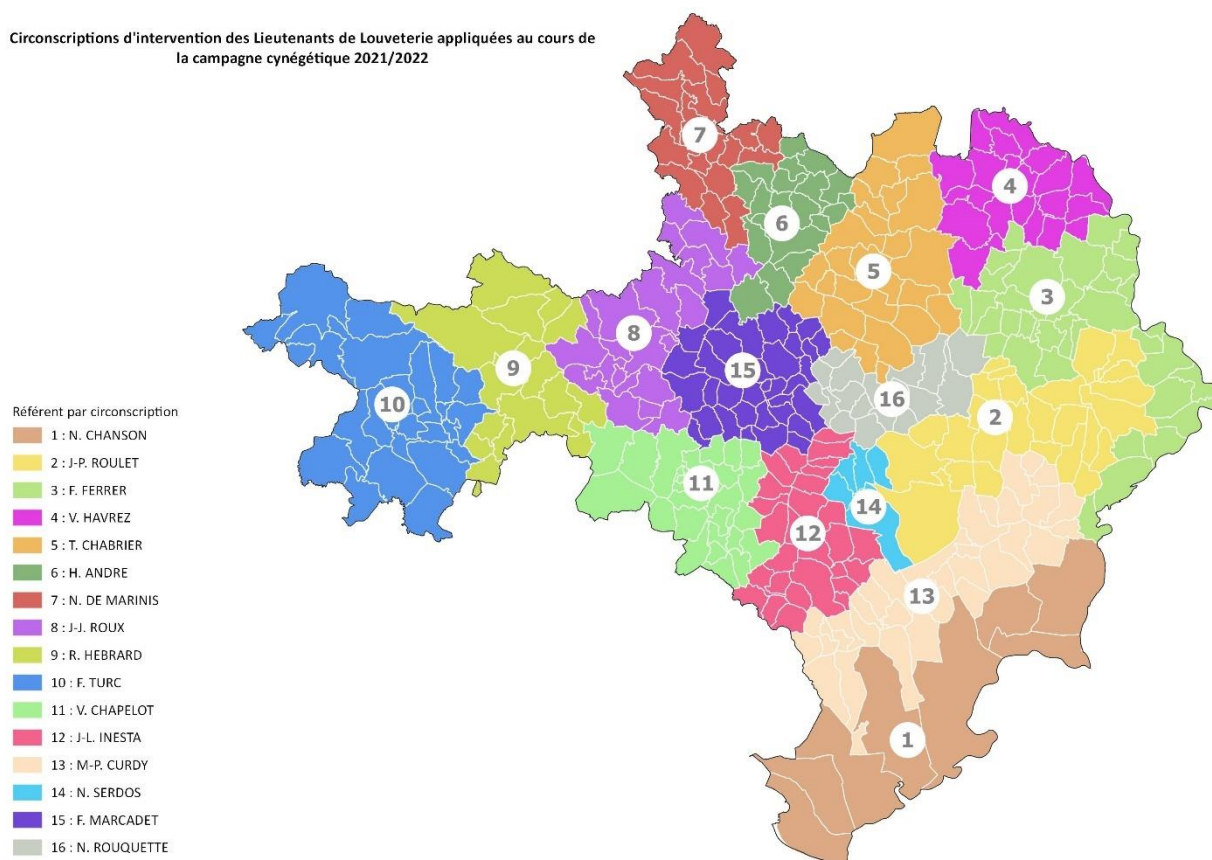 Circonscriptions d'intervention des Lieutenants de Louveterie appliquées au cours de
la campagne cynégétique 2021/2022
7
4
6
5
3
8
15
9
16
10
2
11
14
12
13
1
Référent par circonscription
1 : N. CHANSON
2 : J-P. ROULET
3 : F. FERRER
4 : V. HAVREZ
5 : T. CHABRIER
6 : H. ANDRE
7 : N. DE MARINIS
8 : J-J. ROUX
9 : R. HEBRARD
10 : F. TURC
11 : V. CHAPELOT
12 : J-L. INESTA
13 : M-P. CURDY
14 : N. SERDOS
15 : F. MARCADET
16 : N. ROUQUETTE